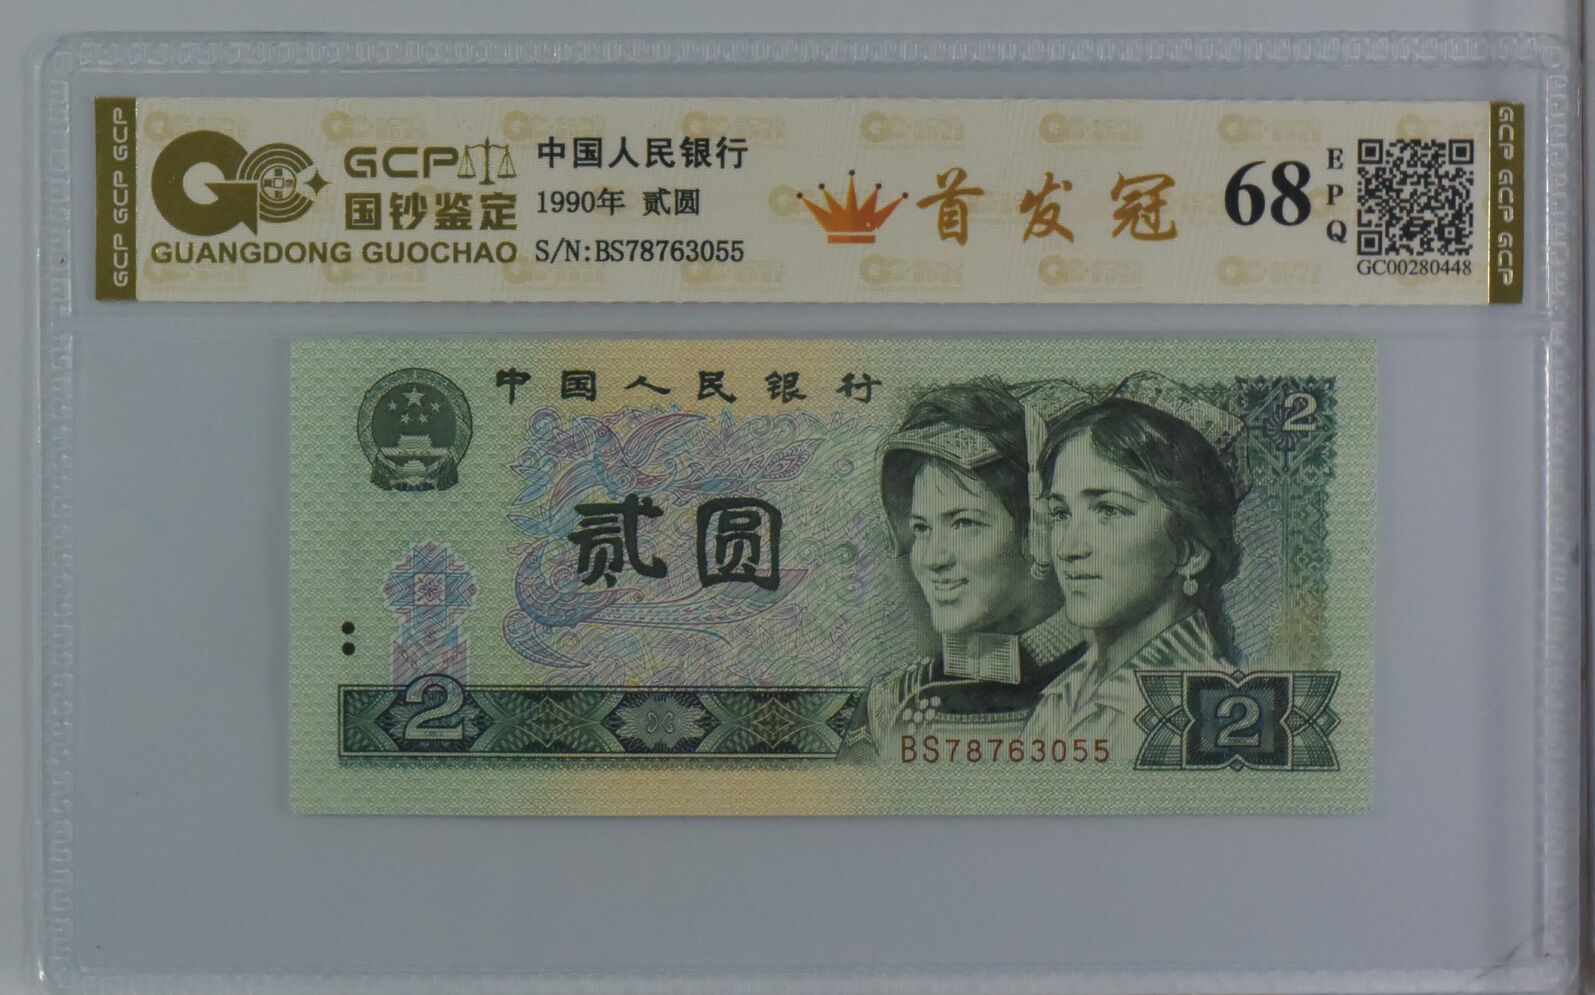 GCP GCP GCP
GCP
国钞鉴定
GUANGDONG GUOCHAO
中国人民银行
1990年 贰圆
S/N:BS78763055
首发冠
68
EPQ
GC00280448
GCP GCP GCP
中国人民银行
2
贰圆
2
BS78763055
2